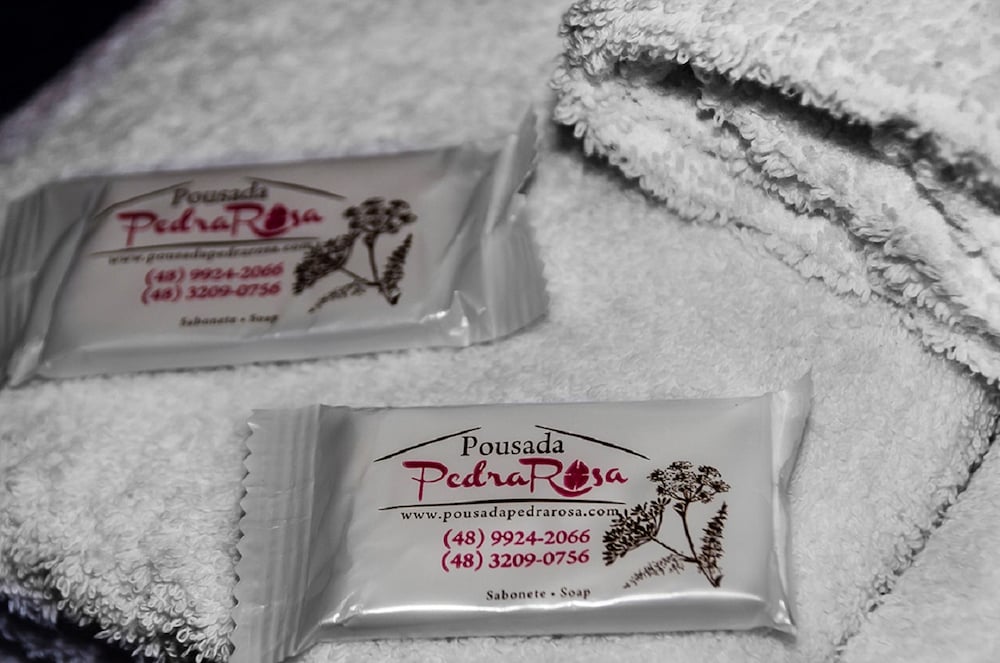 Pousada
PedraRosa
www.pousadapedrarosa.com
(48) 9924-2066
(48) 3209-0756
Sabonete • Soap
Pousada
PedraRosa
www.pousadapedrarosa.com
(48) 9924-2066
(48) 3209-0756
Sabonete • Soap